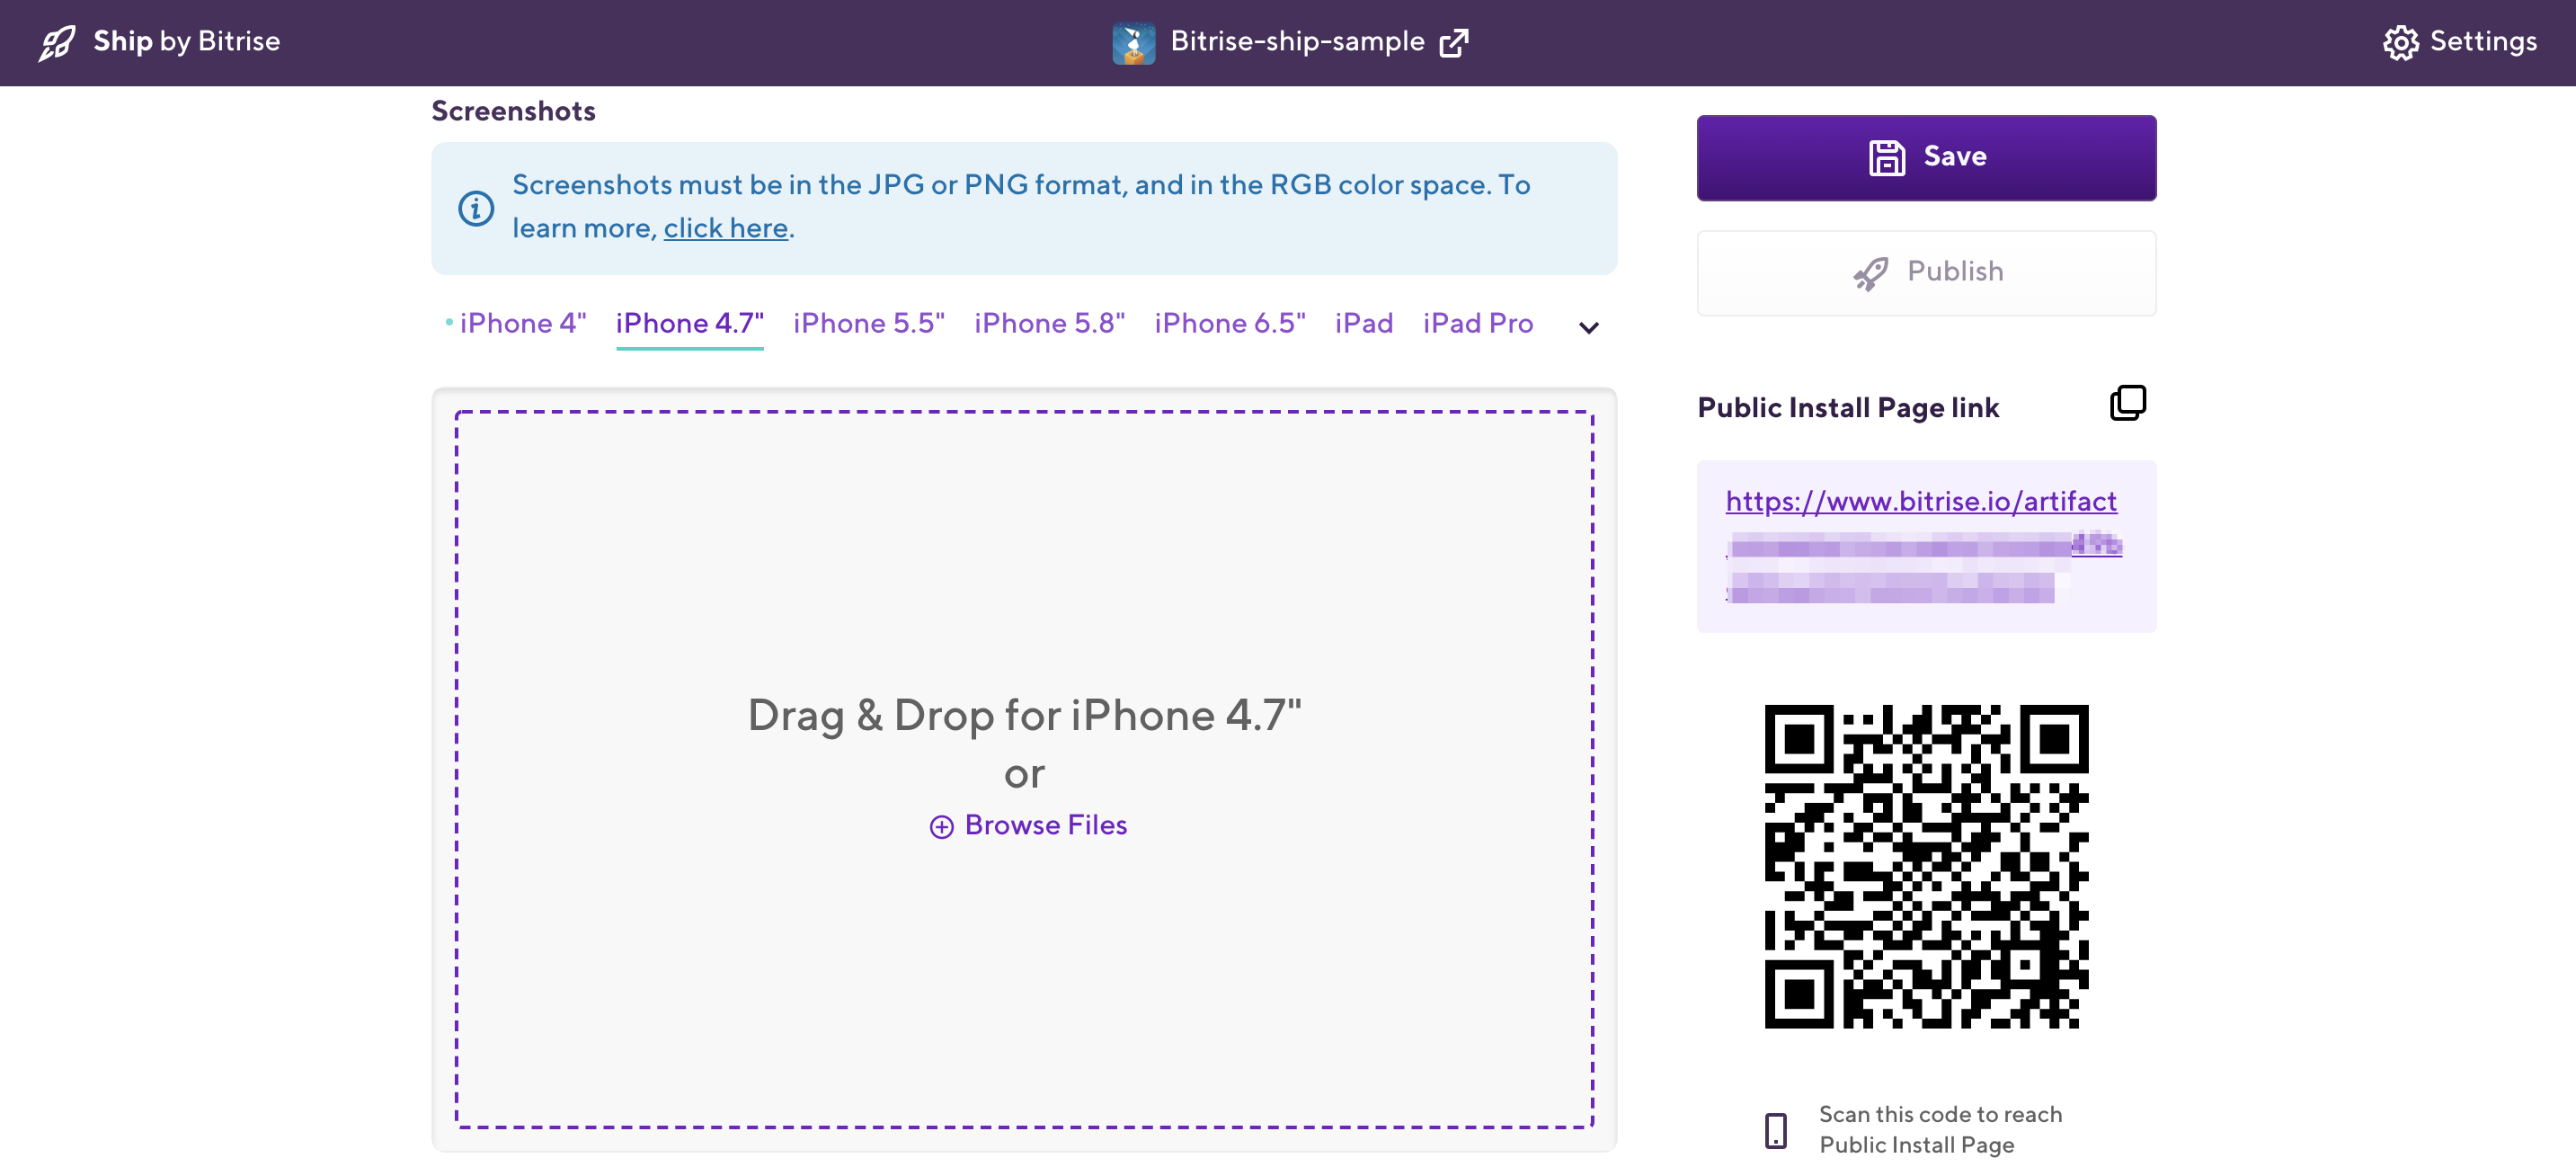 Ship by Bitrise
Bitrise-ship-sample
Settings
Screenshots
Screenshots must be in the JPG or PNG format, and in the RGB color space. To
learn more, click here.
iPhone 4" iPhone 4.7" iPhone 5.5" iPhone 5.8" iPhone 6.5" iPad iPad Pro
Drag & Drop for iPhone 4.7"
or
Browse Files
Save
Publish
Public Install Page link
https://www.bitrise.io/artifact
Scan this code to reach
Public Install Page